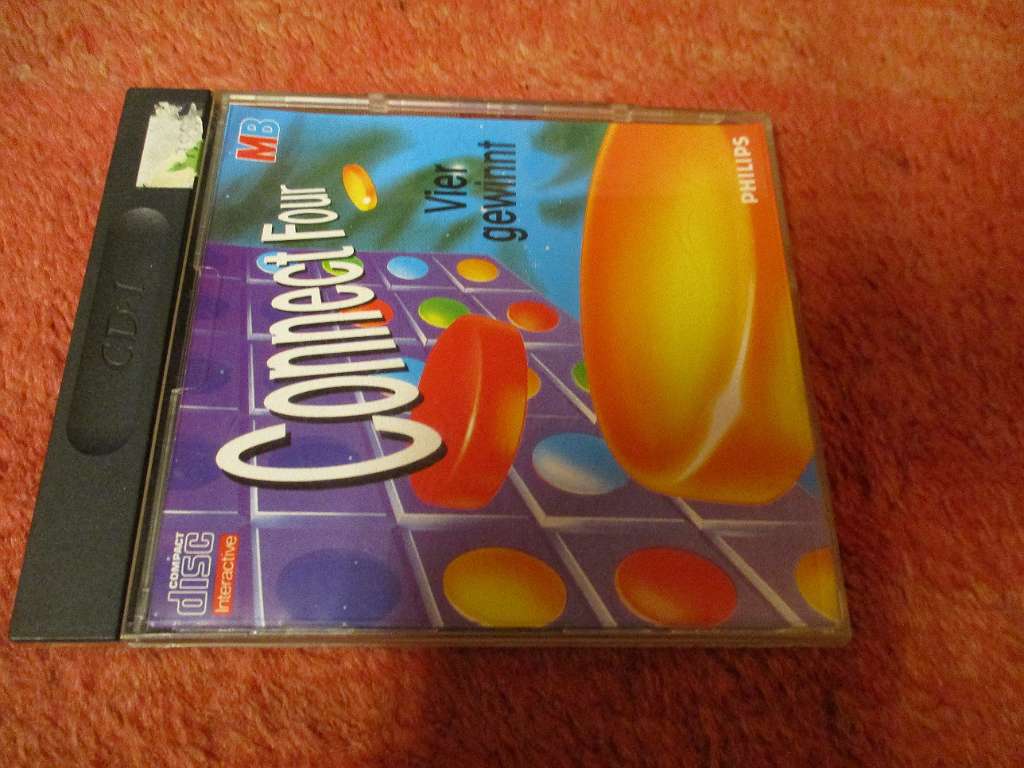 CD-I
COMPACT
disc
Interactive
MB
Connect Four
Vier
gewinnt
PHILIPS